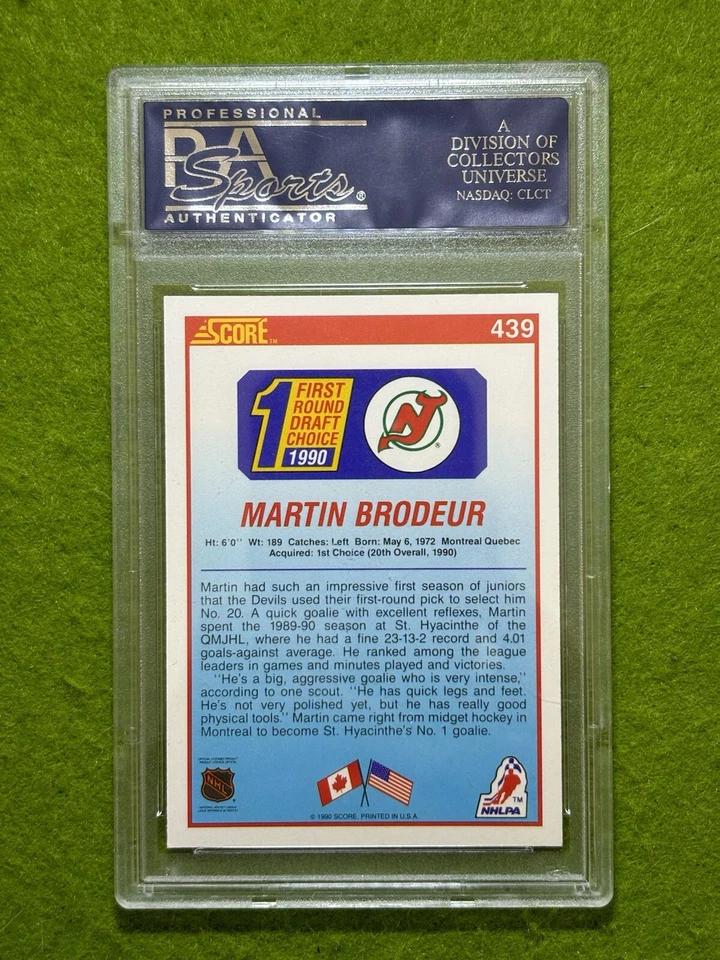 PROFESSIONAL
PSA
Sports®
AUTHENTICATOR
A
DIVISION OF
COLLECTORS
UNIVERSE
NASDAQ: CLCT
SCORE™
439
1 FIRST
ROUND
DRAFT
CHOICE
1990
NJ
®
MARTIN BRODEUR
Ht: 6'0'' Wt: 189 Catches: Left Born: May 6, 1972 Montreal Quebec
Acquired: 1st Choice (20th Overall, 1990)
Martin had such an impressive first season of juniors
that the Devils used their first-round pick to select him
No. 20. A quick goalie with excellent reflexes, Martin
spent the 1989-90 season at St. Hyacinthe of the
QMJHL, where he had a fine 23-13-2 record and 4.01
goals-against average. He ranked among the league
leaders in games and minutes played and victories.
''He's a big, aggressive goalie who is very intense,''
according to one scout. ''He has quick legs and feet.
He's not very polished yet, but he has really good
physical tools.'' Martin came right from midget hockey in
Montreal to become St. Hyacinthe's No. 1 goalie.
NHL
™
NHLPA
© 1990 SCORE, PRINTED IN U.S.A.